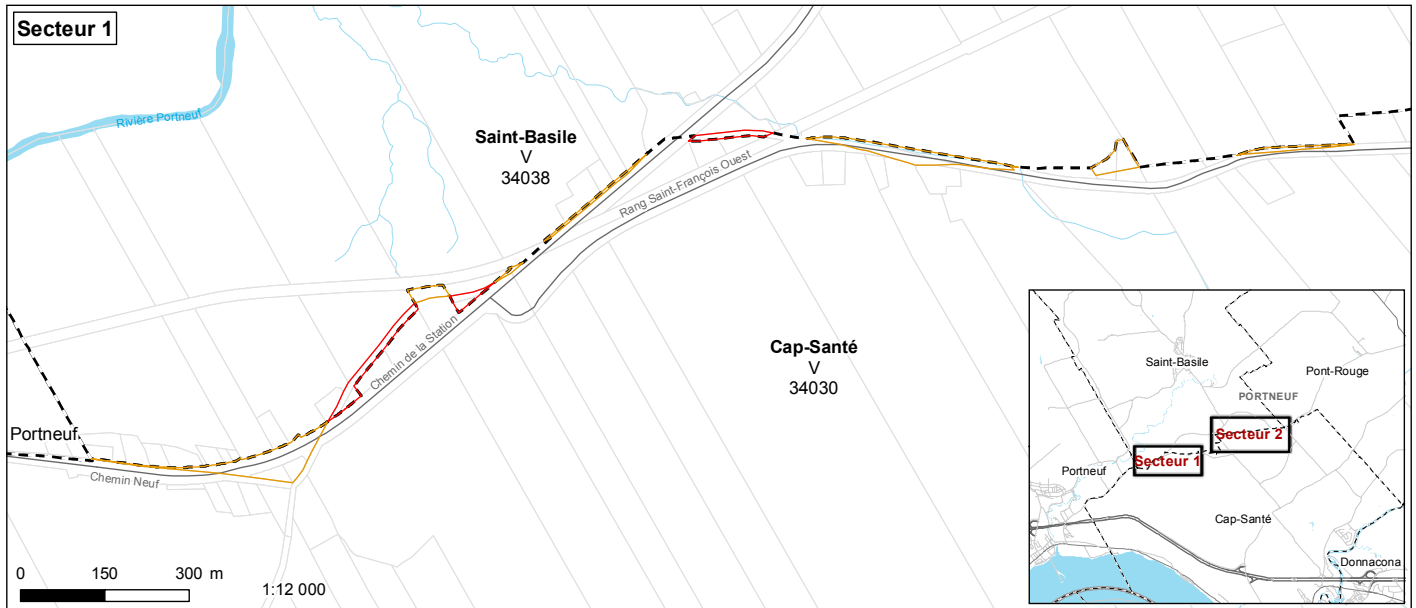 Secteur 1
Rivière Portneuf
Saint-Basile
V
34038
Rang Saint-François Ouest
Chemin de la Station
Cap-Santé
V
34030
Portneuf
Chemin Neuf
0 150 300 m
1:12 000
Saint-Basile
Pont-Rouge
PORTNEUF
Secteur 2
Secteur 1
Portneuf
Cap-Santé
Donnacona